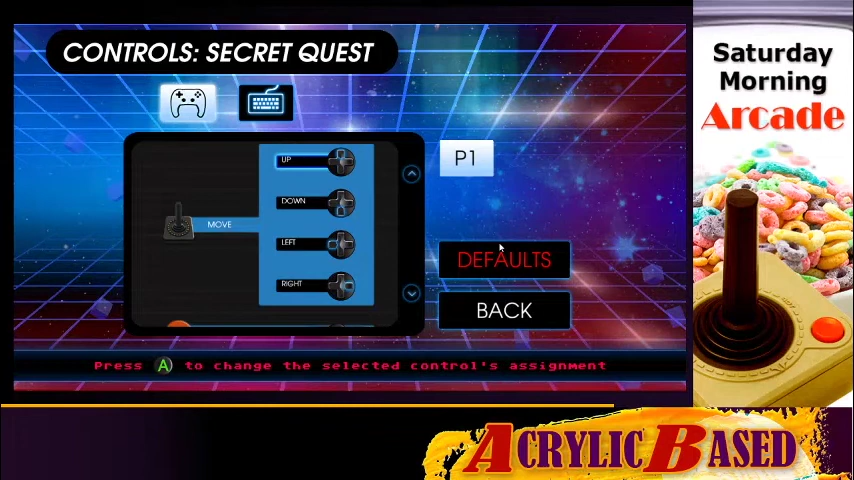 CONTROLS: SECRET QUEST
P1
UP
DOWN
MOVE
LEFT
RIGHT
DEFAULTS
BACK
Press A to change the selected control's assignment
Saturday
Morning
Arcade
ACRYLIC BASED